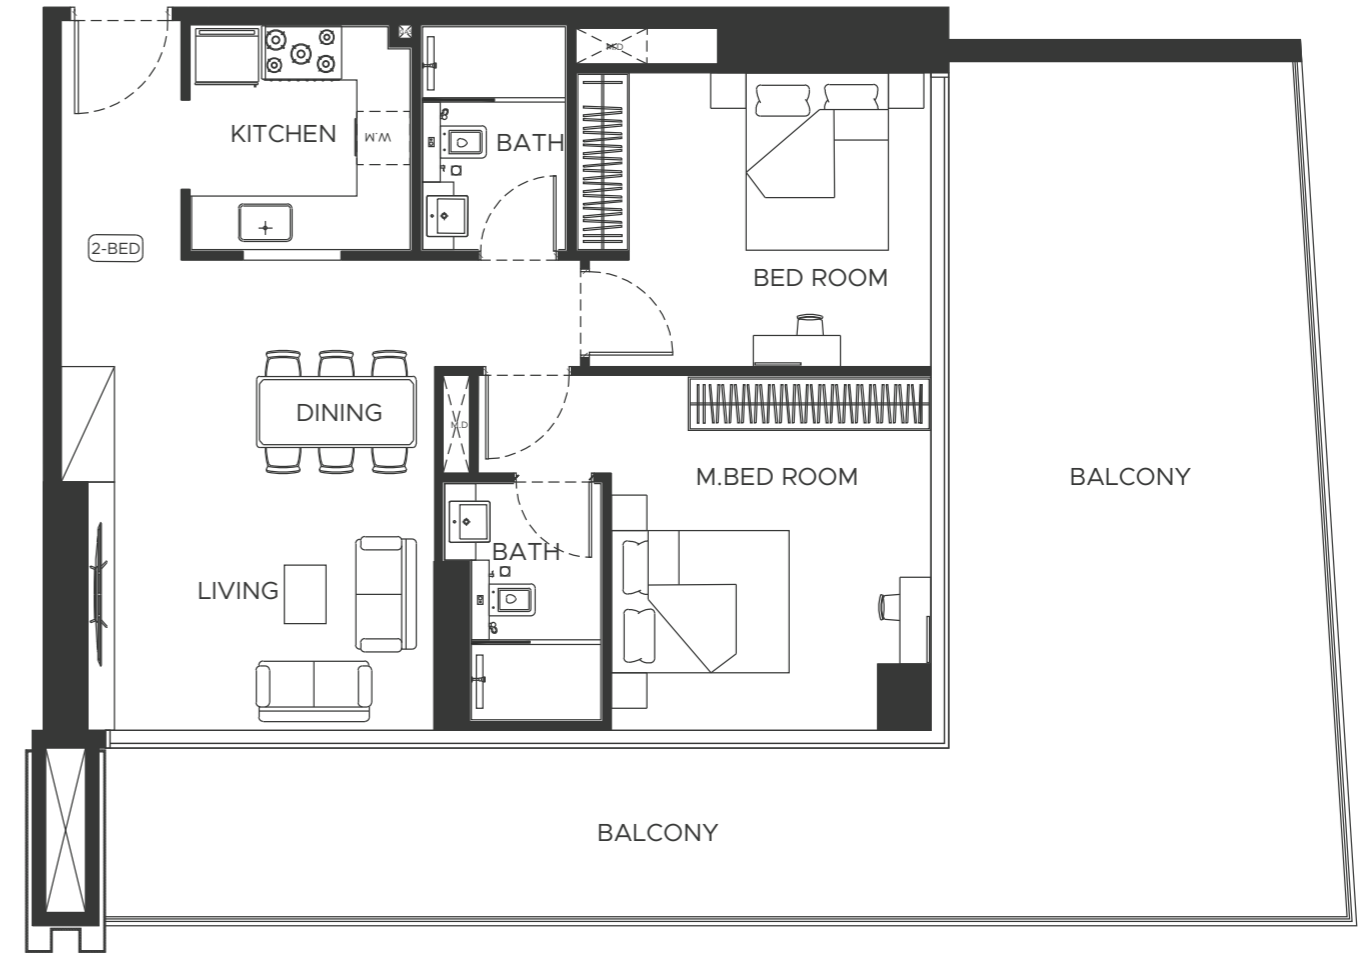 KITCHEN
W.M
BATH
M.D
2-BED
BED ROOM
DINING
M.D
M.BED ROOM
BALCONY
BATH
LIVING
BALCONY